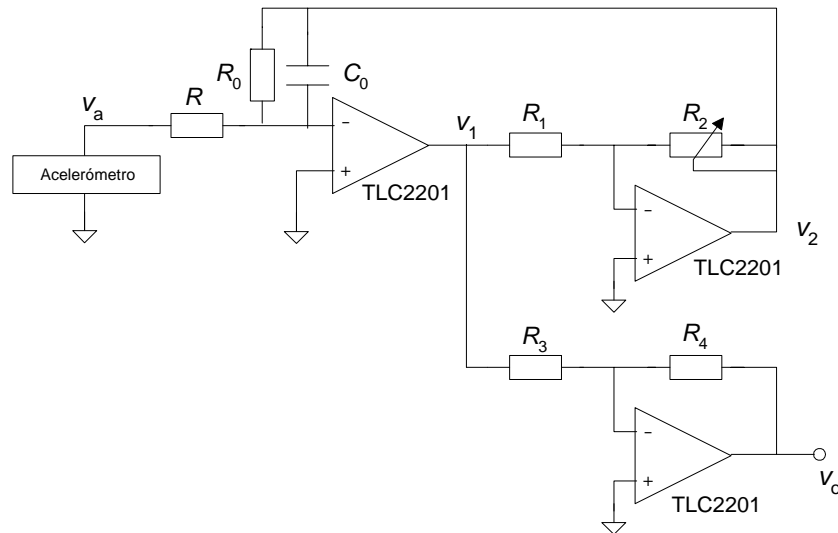 R₀
C₀
R
vₐ
−
+
TLC2201
Acelerómetro
v₁
R₁
R₂
−
+
TLC2201
v₂
R₃
R₄
−
+
TLC2201
vₒ